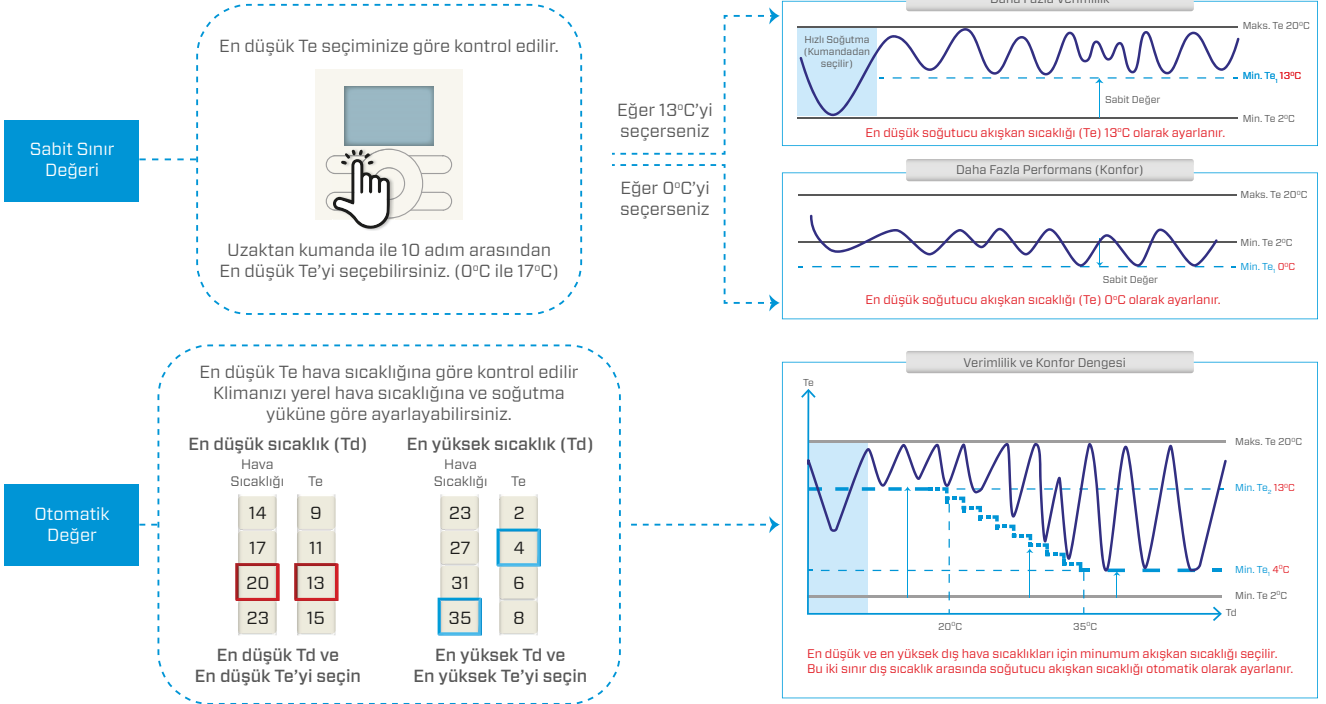 Sabit Sınır
Değeri
En düşük Te seçiminize göre kontrol edilir.
Uzaktan kumanda ile 10 adım arasından
En düşük Te'yi seçebilirsiniz. (0°C ile 17°C)
Eğer 13°C'yi
seçerseniz
Eğer 0°C'yi
seçerseniz
Daha Fazla Verimlilik
Hızlı Soğutma
(Kumandadan
seçilir)
Maks. Te 20°C
Min. Te₁ 13°C
Sabit Değer
Min. Te 2°C
En düşük soğutucu akışkan sıcaklığı (Te) 13°C olarak ayarlanır.
Daha Fazla Performans (Konfor)
Maks. Te 20°C
Min. Te 2°C
Min. Te₁ 0°C
Sabit Değer
En düşük soğutucu akışkan sıcaklığı (Te) 0°C olarak ayarlanır.
Otomatik
Değer
En düşük Te hava sıcaklığına göre kontrol edilir
Klimanızı yerel hava sıcaklığına ve soğutma
yüküne göre ayarlayabilirsiniz.
En düşük sıcaklık (Td)
Hava
Sıcaklığı Te
14 9
17 11
20 13
23 15
En düşük Td ve
En düşük Te'yi seçin
En yüksek sıcaklık (Td)
Hava
Sıcaklığı Te
23 2
27 4
31 6
35 8
En yüksek Td ve
En yüksek Te'yi seçin
Verimlilik ve Konfor Dengesi
Te
Maks. Te 20°C
Min. Te₂ 13°C
Min. Te₁ 4°C
Min. Te 2°C
Td
20°C
35°C
En düşük ve en yüksek dış hava sıcaklıkları için minumum akışkan sıcaklığı seçilir.
Bu iki sınır dış sıcaklık arasında soğutucu akışkan sıcaklığı otomatik olarak ayarlanır.